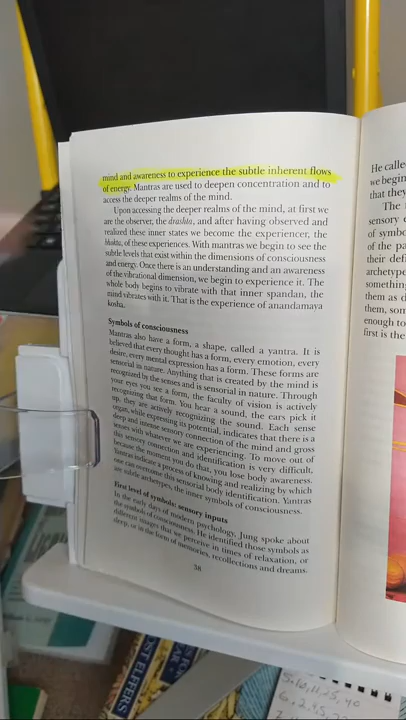 mind and awareness to experience the subtle inherent flows
of energy. Mantras are used to deepen concentration and to
access the deeper realms of the mind.
Upon accessing the deeper realms of the mind, at first we
are the observer, the drashta, and after having observed and
realized these inner states we become the experiencer, the
bhokta, of these experiences. With mantras we begin to see the
subtle levels that exist within the dimensions of consciousness
and energy. Once there is an understanding and an awareness
of the vibrational dimension, we begin to experience it. The
whole body begins to vibrate with that inner spandan, the
mind vibrates with it. That is the experience of anandamaya
kosha.
Symbols of consciousness
Mantras also have a form, a shape, called a yantra. It is
believed that every thought has a form, every emotion, every
desire, every mental expression has a form. These forms are
sensorial in nature. Anything that is created by the mind is
recognized by the senses and is sensorial in nature. Through
your eyes you see a form, the faculty of vision is actively
recognizing that form. You hear a sound, the ears pick it
up, they are actively recognizing the sound. Each sense
organ, while expressing its potential, indicates that there is a
deep and intense sensory connection of the mind and gross
senses with whatever we are experiencing. To move out of
this sensory connection and identification is very difficult,
because the moment you do that, you lose body awareness.
Yantras indicate a process of knowing and realizing by which
one can overcome this sensorial body identification. Yantras
are subtle archetypes, the inner symbols of consciousness.
First level of symbols: sensory inputs
In the early days of modern psychology, Jung spoke about
the symbols of consciousness. He identified those symbols as
different images that we perceive in times of relaxation, or
sleep, or in the form of memories, recollections and dreams.
38
He calle
we begin
that they
The
sensory
of symbo
of the pa
their defi
archetype
something
them as d
them, som
enough to
first is the
OST ELFERS